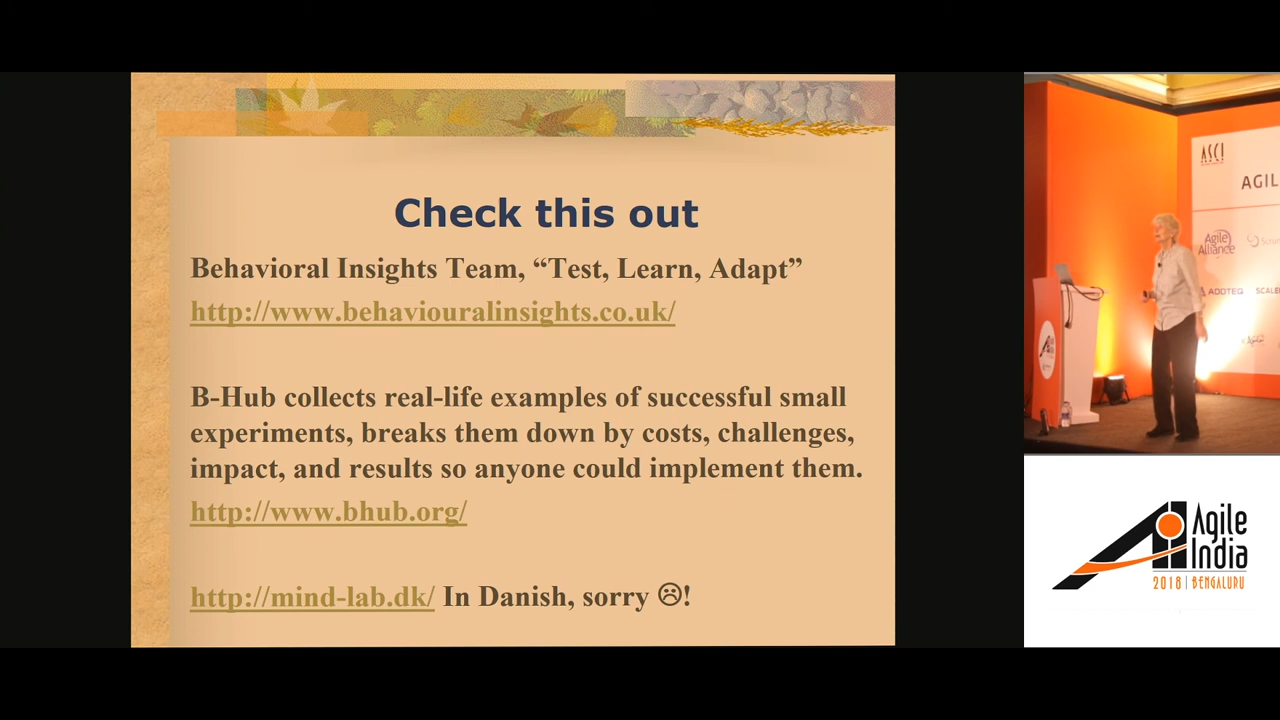 Check this out
Behavioral Insights Team, “Test, Learn, Adapt”
http://www.behaviouralinsights.co.uk/
B-Hub collects real-life examples of successful small
experiments, breaks them down by costs, challenges,
impact, and results so anyone could implement them.
http://www.bhub.org/
http://mind-lab.dk/ In Danish, sorry ☹!
ASCI
AGIL
Agile
Alliance
Scrum
ADDTEQ
SCALE
Agile
India
2018 | BENGALURU